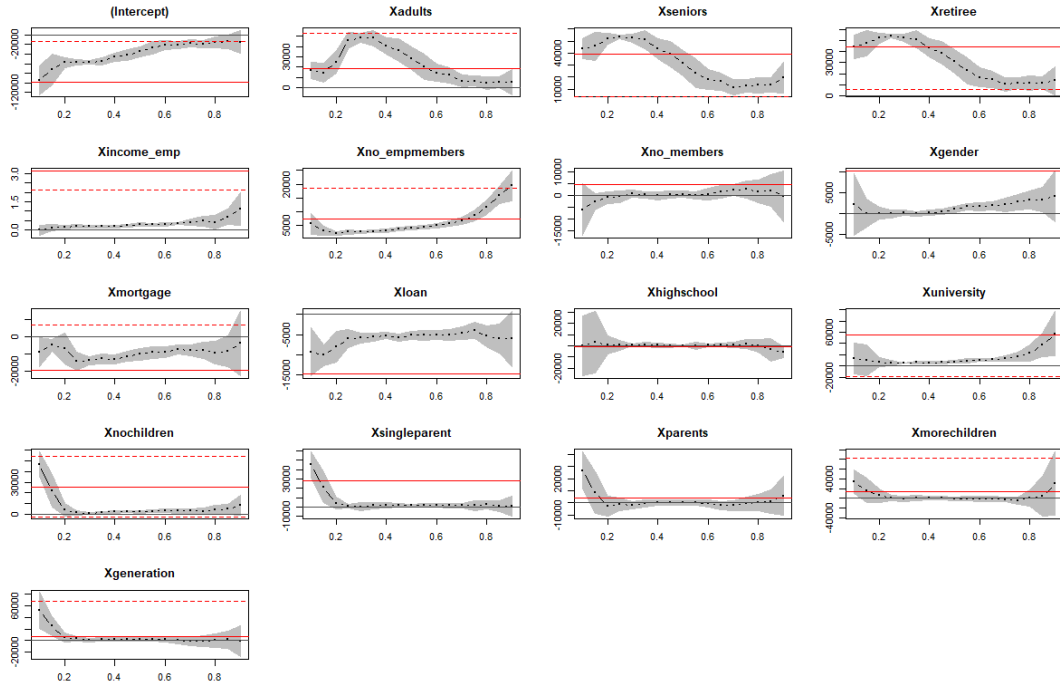 (Intercept) Xadults Xseniors Xretiree
-120000 -20000 0 30000 10000 40000 0 30000
0.2 0.4 0.6 0.8 0.2 0.4 0.6 0.8 0.2 0.4 0.6 0.8 0.2 0.4 0.6 0.8
Xincome_emp Xno_empmembers Xno_members Xgender
0.0 1.5 3.0 5000 20000 -15000 0 10000 -5000 5000
0.2 0.4 0.6 0.8 0.2 0.4 0.6 0.8 0.2 0.4 0.6 0.8 0.2 0.4 0.6 0.8
Xmortgage Xloan Xhighschool Xuniversity
-20000 0 -15000 -5000 -20000 0 20000 -20000 20000 60000
0.2 0.4 0.6 0.8 0.2 0.4 0.6 0.8 0.2 0.4 0.6 0.8 0.2 0.4 0.6 0.8
Xnochildren Xsingleparent Xparents Xmorechildren
0 30000 -10000 30000 -10000 20000 -40000 0 40000
0.2 0.4 0.6 0.8 0.2 0.4 0.6 0.8 0.2 0.4 0.6 0.8 0.2 0.4 0.6 0.8
Xgeneration
-20000 20000 60000
0.2 0.4 0.6 0.8